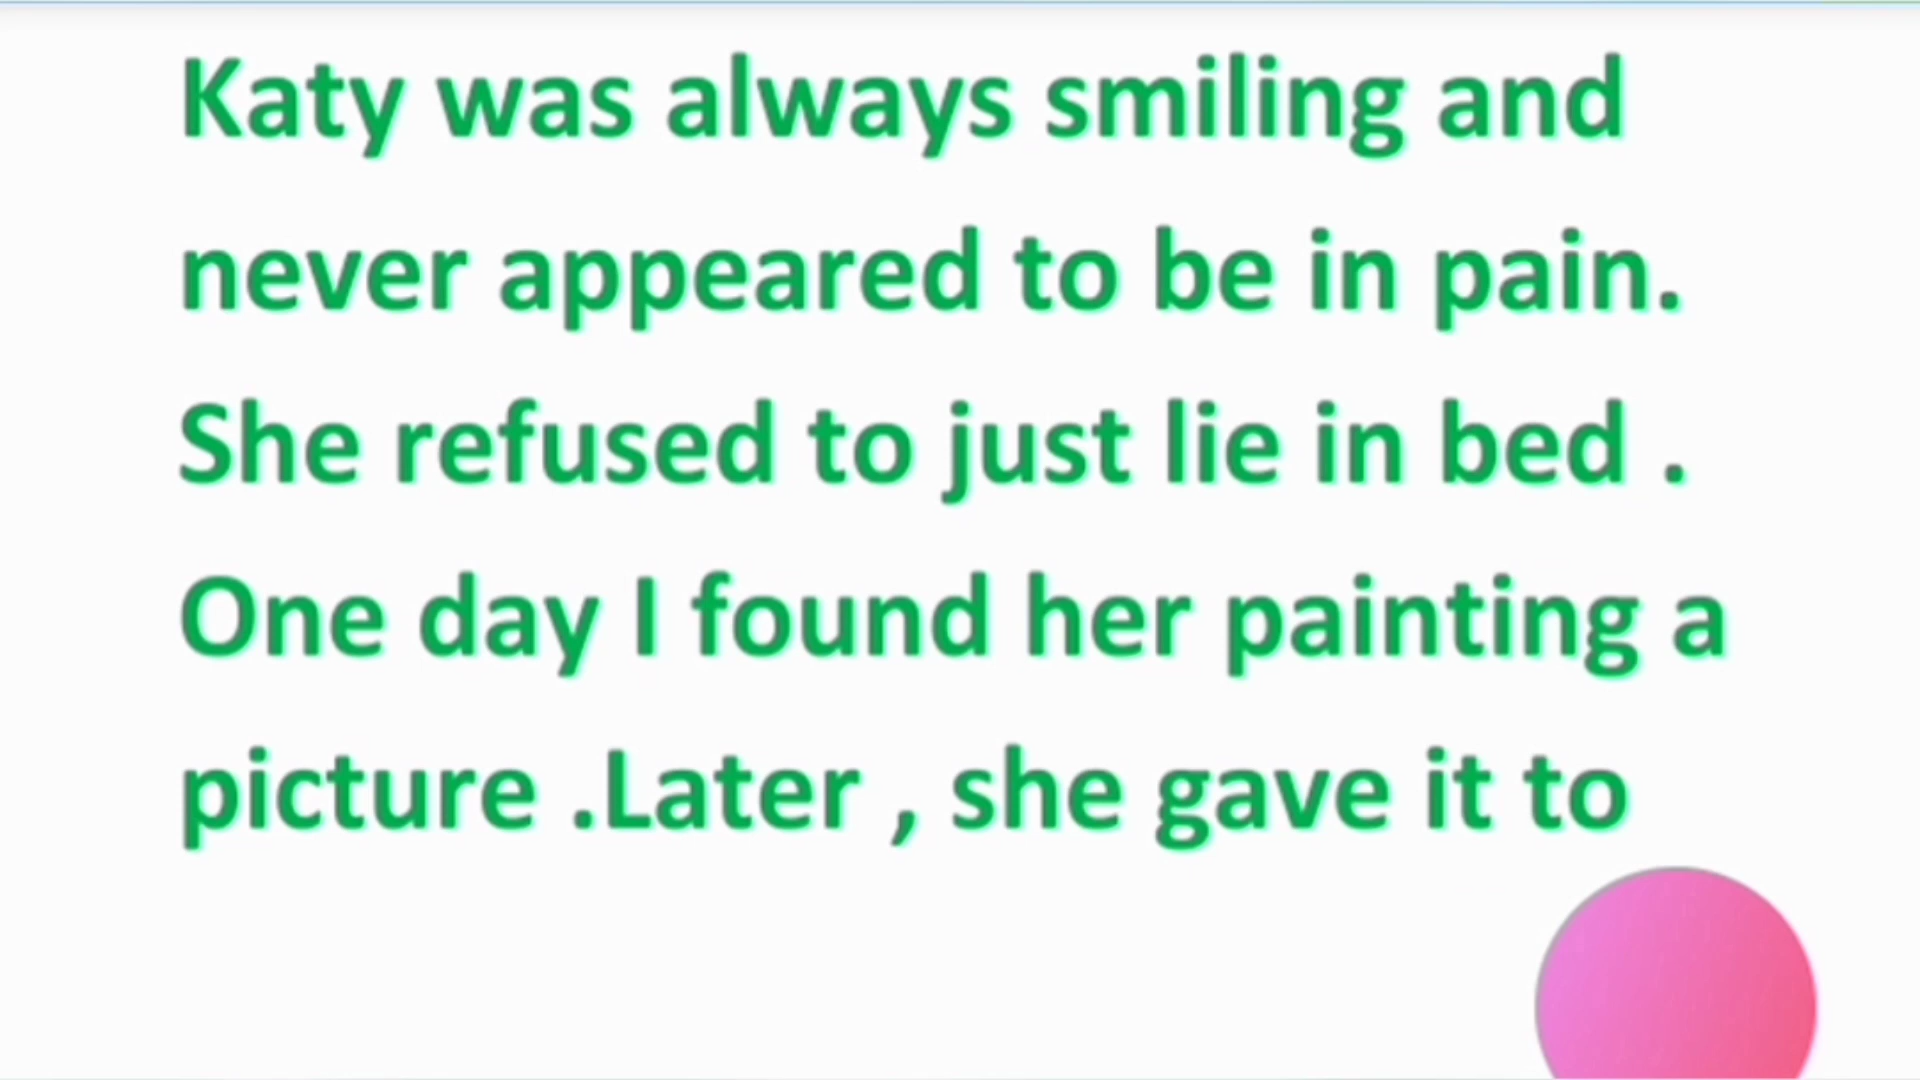 Katy was always smiling and
never appeared to be in pain.
She refused to just lie in bed .
One day I found her painting a
picture .Later , she gave it to